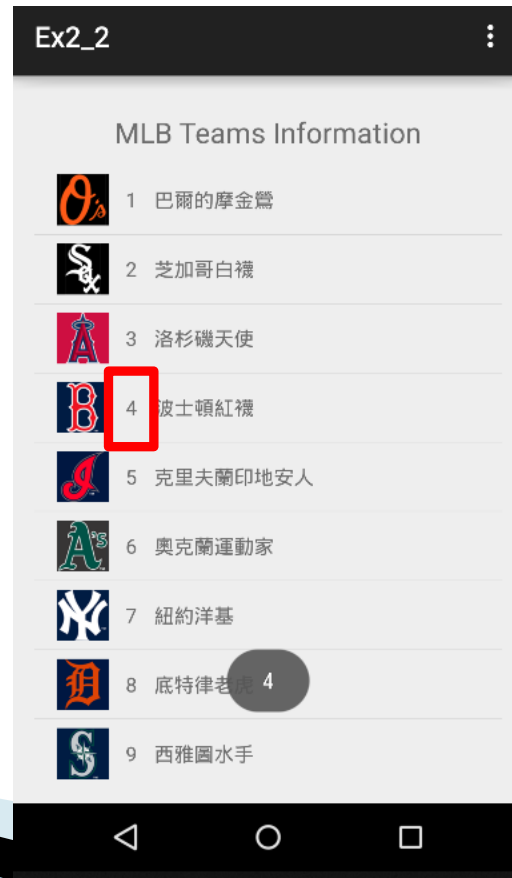 Ex2_2
MLB Teams Information
1 巴爾的摩金鶯
2 芝加哥白襪
3 洛杉磯天使
4 波士頓紅襪
5 克里夫蘭印地安人
6 奧克蘭運動家
7 紐約洋基
8 底特律老虎
4
9 西雅圖水手